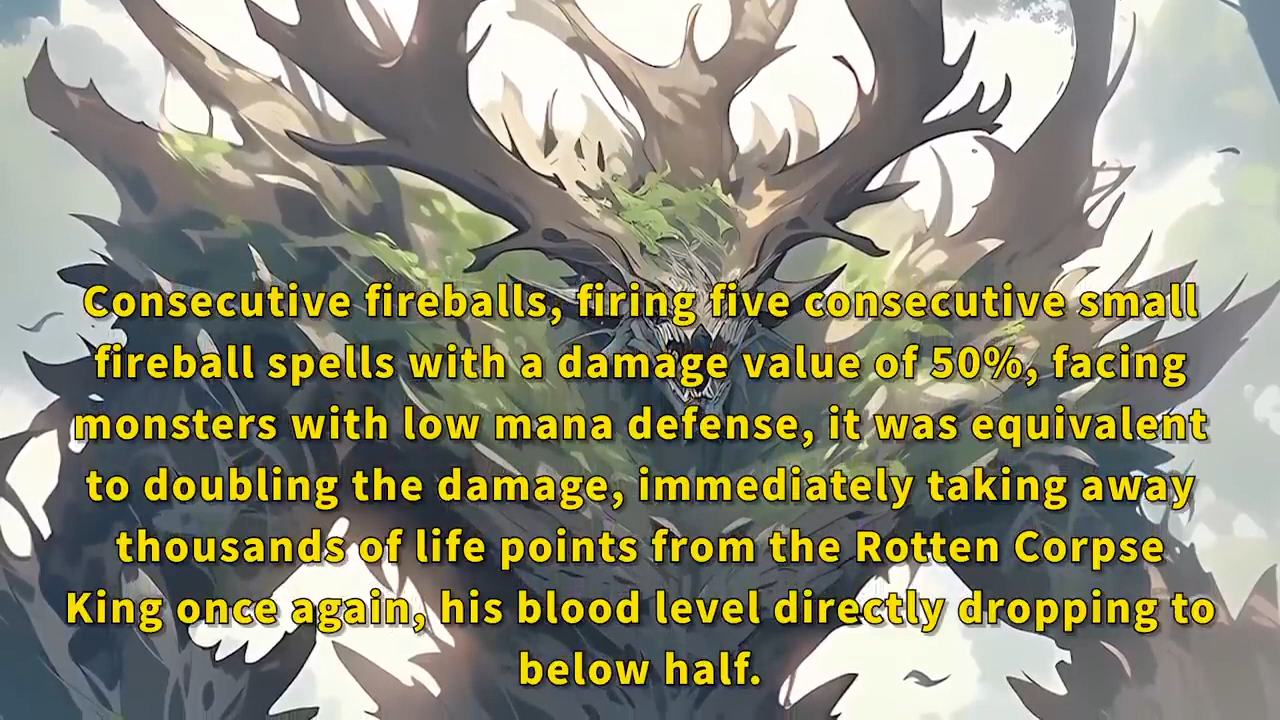 Consecutive fireballs, firing five consecutive small
fireball spells with a damage value of 50%, facing
monsters with low mana defense, it was equivalent
to doubling the damage, immediately taking away
thousands of life points from the Rotten Corpse
King once again, his blood level directly dropping to
below half.